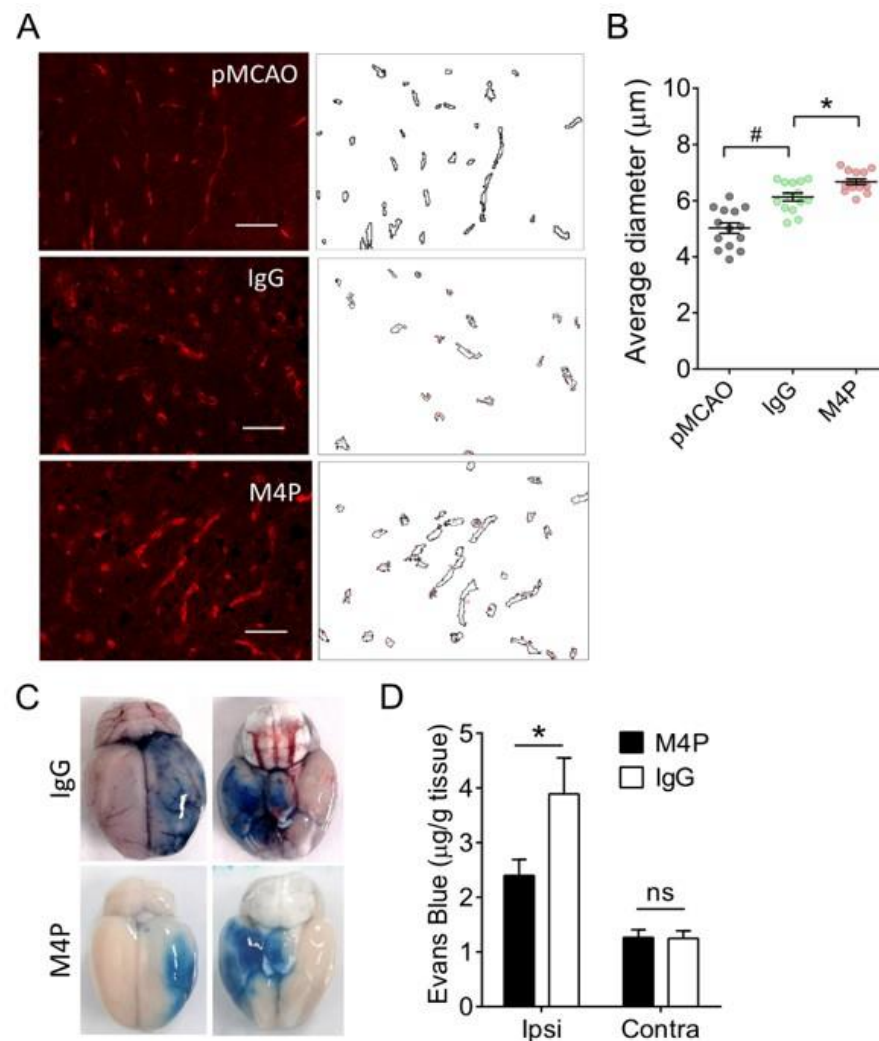 A
pMCAO
IgG
M4P
B
Average diameter (μm)
10
8
6
4
2
0
#
*
pMCAO
IgG
M4P
C
IgG
M4P
D
Evans Blue (μg/g tissue)
5
4
3
2
1
0
*
ns
M4P
IgG
Ipsi
Contra